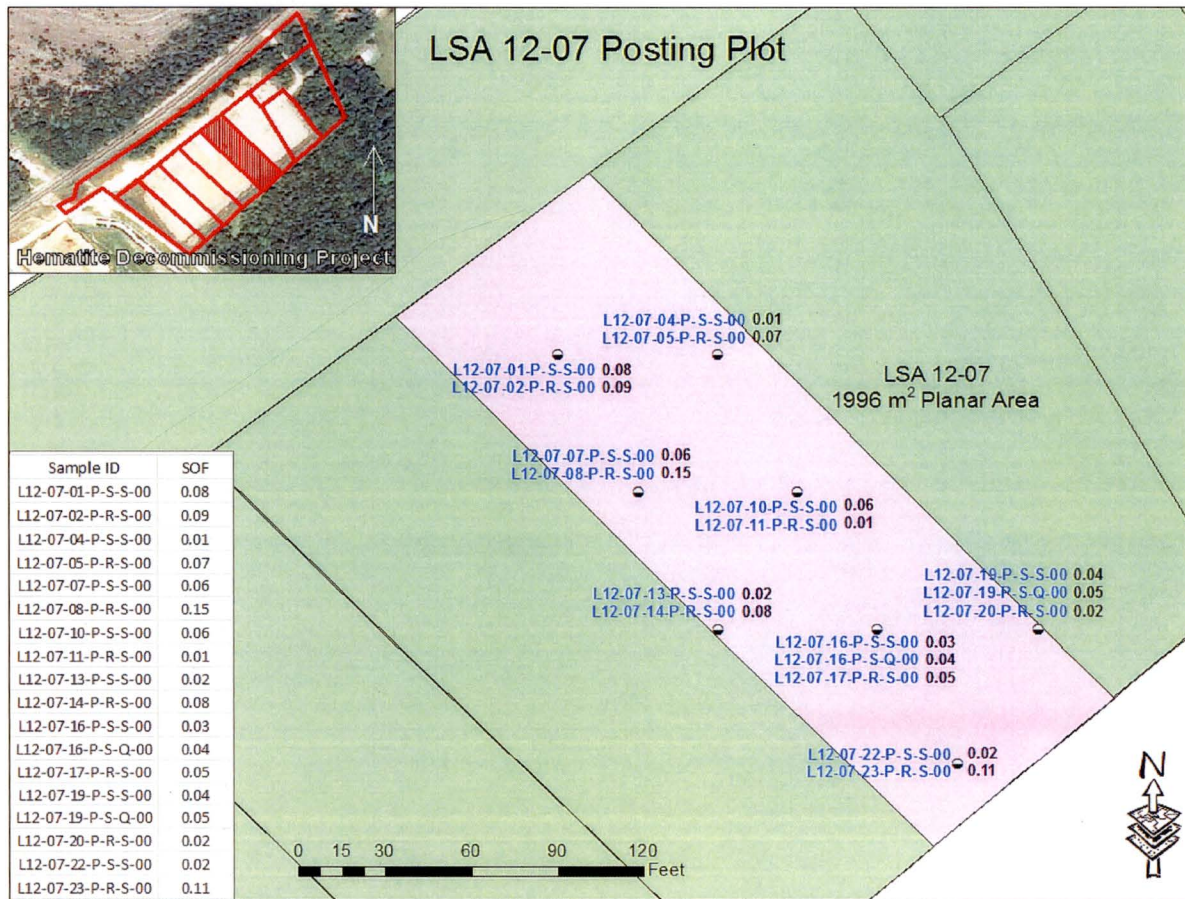 LSA 12-07 Posting Plot
N
Hematite Decommissioning Project
L12-07-04-P-S-S-00 0.01
L12-07-05-P-R-S-00 0.07
L12-07-01-P-S-S-00 0.08
L12-07-02-P-R-S-00 0.09
LSA 12-07
1996 m² Planar Area
L12-07-07-P-S-S-00 0.06
L12-07-08-P-R-S-00 0.15
L12-07-10-P-S-S-00 0.06
L12-07-11-P-R-S-00 0.01
L12-07-13-P-S-S-00 0.02
L12-07-14-P-R-S-00 0.08
L12-07-19-P-S-S-00 0.04
L12-07-19-P-S-Q-00 0.05
L12-07-20-P-R-S-00 0.02
L12-07-16-P-S-S-00 0.03
L12-07-16-P-S-Q-00 0.04
L12-07-17-P-R-S-00 0.05
L12-07-22-P-S-S-00 0.02
L12-07-23-P-R-S-00 0.11
Sample ID SOF
L12-07-01-P-S-S-00 0.08
L12-07-02-P-R-S-00 0.09
L12-07-04-P-S-S-00 0.01
L12-07-05-P-R-S-00 0.07
L12-07-07-P-S-S-00 0.06
L12-07-08-P-R-S-00 0.15
L12-07-10-P-S-S-00 0.06
L12-07-11-P-R-S-00 0.01
L12-07-13-P-S-S-00 0.02
L12-07-14-P-R-S-00 0.08
L12-07-16-P-S-S-00 0.03
L12-07-16-P-S-Q-00 0.04
L12-07-17-P-R-S-00 0.05
L12-07-19-P-S-S-00 0.04
L12-07-19-P-S-Q-00 0.05
L12-07-20-P-R-S-00 0.02
L12-07-22-P-S-S-00 0.02
L12-07-23-P-R-S-00 0.11
0 15 30 60 90 120
Feet
N